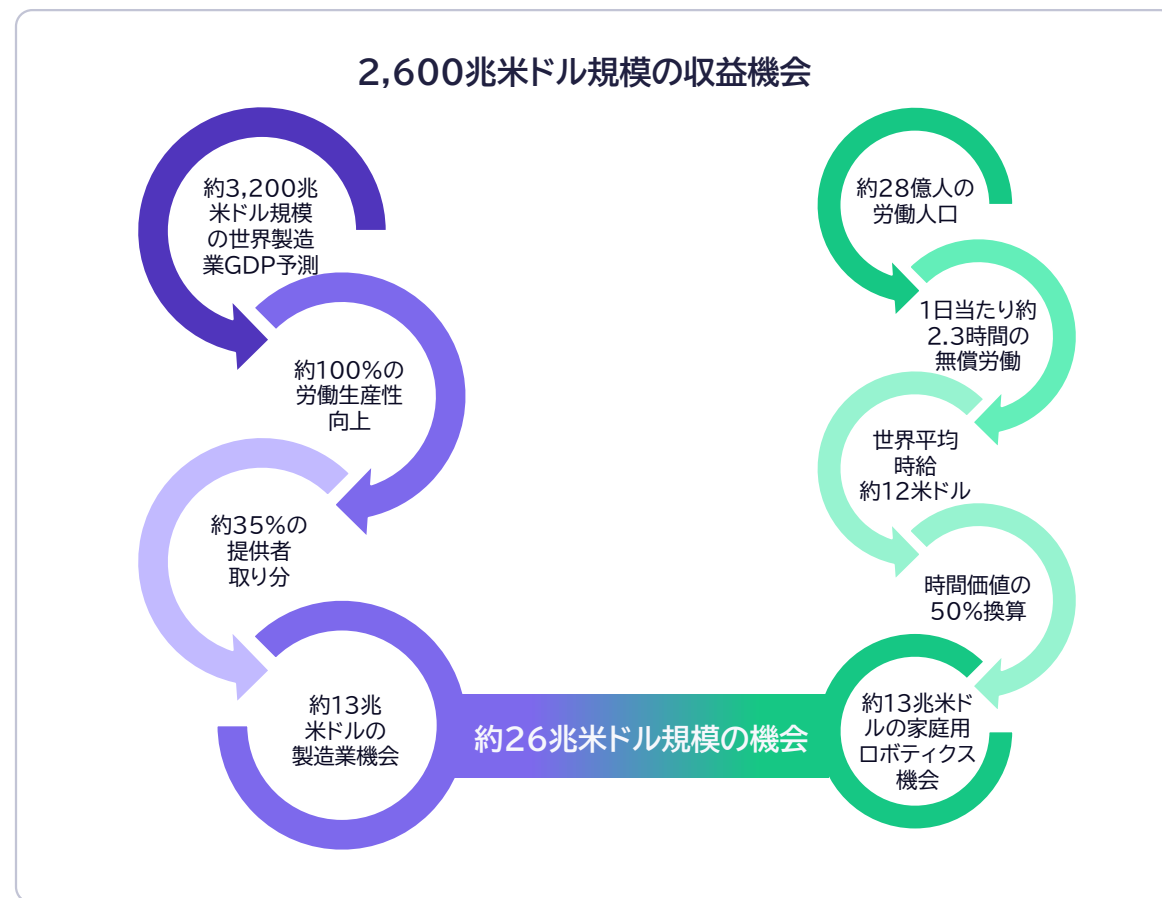 2,600兆米ドル規模の収益機会
約3,200兆
米ドル規模
の世界製造
業GDP予測
約100%の
労働生産性
向上
約35%の
提供者
取り分
約13兆
米ドルの
製造業機会
約26兆米ドル規模の機会
約28億人の
労働人口
1日当たり約
2.3時間の
無償労働
世界平均
時給
約12米ドル
時間価値の
50%換算
約13兆米ド
ルの家庭用
ロボティクス
機会